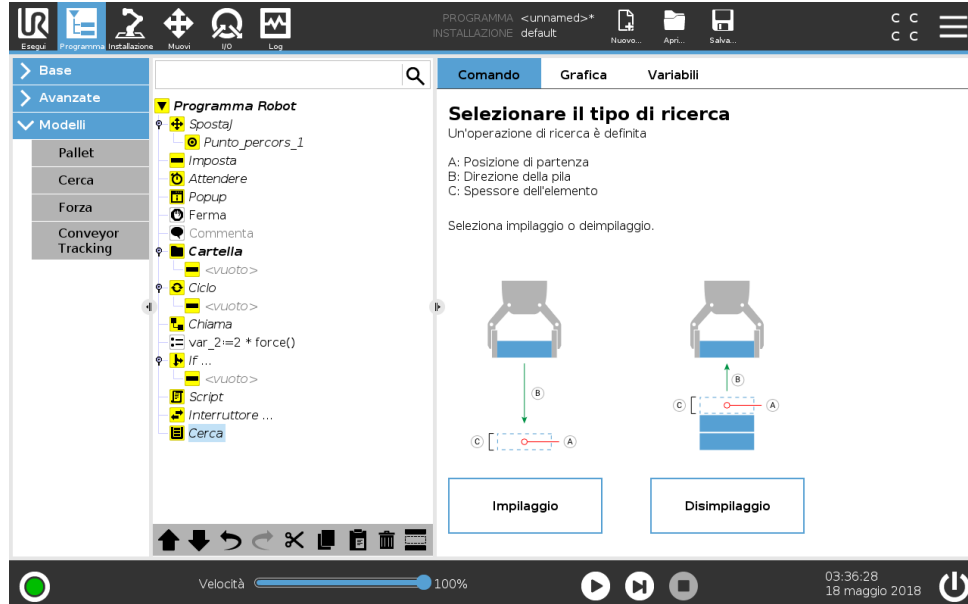 UR
PROGRAMMA <unnamed>*
INSTALLAZIONE default
Esegui
Programma
Installazione
Muovi
I/O
Log
Nuovo...
Apri...
Salva...
C C
C C
Base
Avanzate
Modelli
Pallet
Cerca
Forza
Conveyor
Tracking
Programma Robot
SpostaJ
Punto_percors_1
Imposta
Attendere
Popup
Ferma
Commenta
Cartella
<vuoto>
Ciclo
<vuoto>
Chiama
var_2:=2 * force()
If ...
<vuoto>
Script
Interruttore ...
Cerca
Comando
Grafica
Variabili
Selezionare il tipo di ricerca
Un'operazione di ricerca è definita
A: Posizione di partenza
B: Direzione della pila
C: Spessore dell'elemento
Seleziona impilaggio o deimpilaggio.
B
C
A
B
C
A
Impilaggio
Disimpilaggio
Velocità
100%
03:36:28
18 maggio 2018